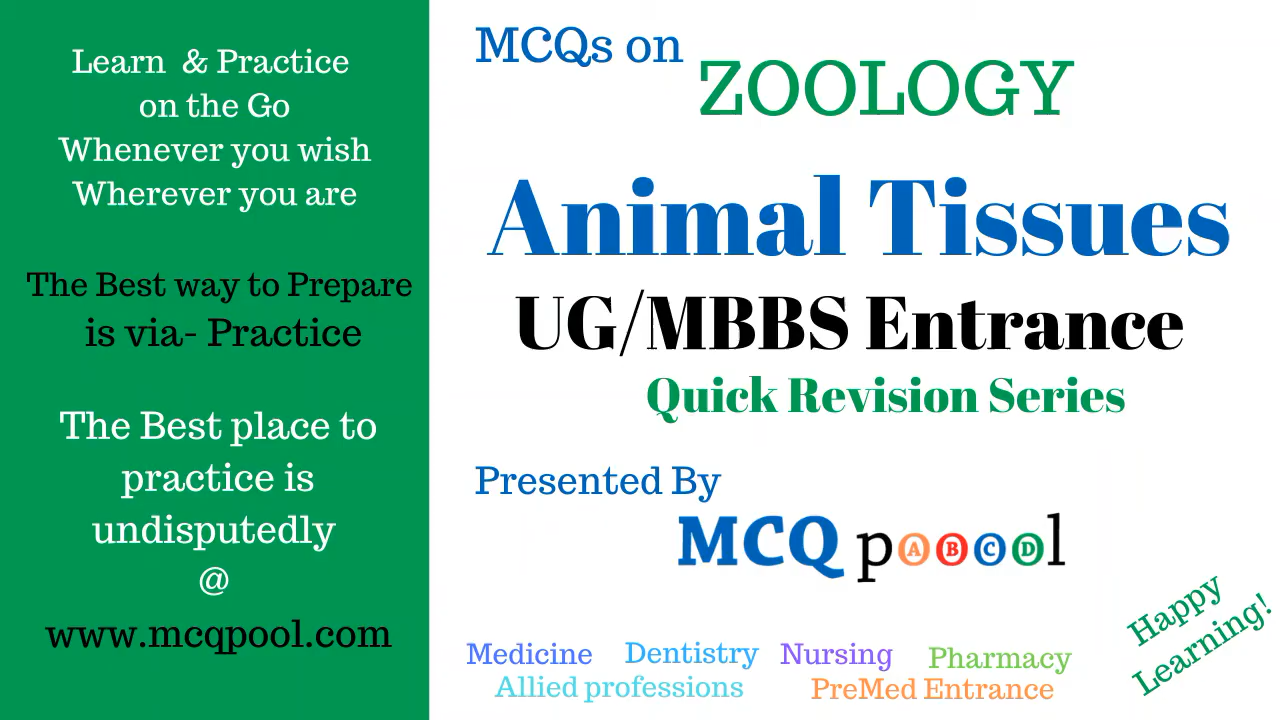 Learn & Practice
on the Go
Whenever you wish
Wherever you are
The Best way to Prepare
is via- Practice
The Best place to
practice is
undisputedly
@
www.mcqpool.com
MCQs on
ZOOLOGY
Animal Tissues
UG/MBBS Entrance
Quick Revision Series
Presented By
MCQ pABCDl
Medicine Dentistry Nursing Pharmacy
Allied professions PreMed Entrance
Happy
Learning!